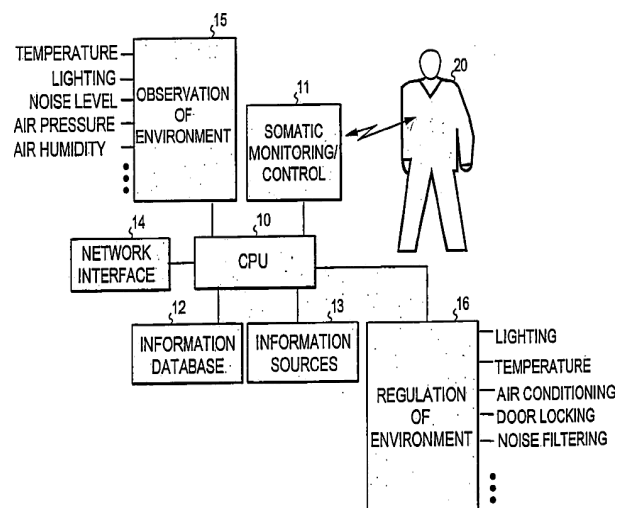 15
TEMPERATURE
LIGHTING
NOISE LEVEL
AIR PRESSURE
AIR HUMIDITY
OBSERVATION
OF
ENVIRONMENT
11
SOMATIC
MONITORING/
CONTROL
20
14
NETWORK
INTERFACE
10
CPU
12
INFORMATION
DATABASE
13
INFORMATION
SOURCES
16
REGULATION
OF
ENVIRONMENT
LIGHTING
TEMPERATURE
AIR CONDITIONING
DOOR LOCKING
NOISE FILTERING